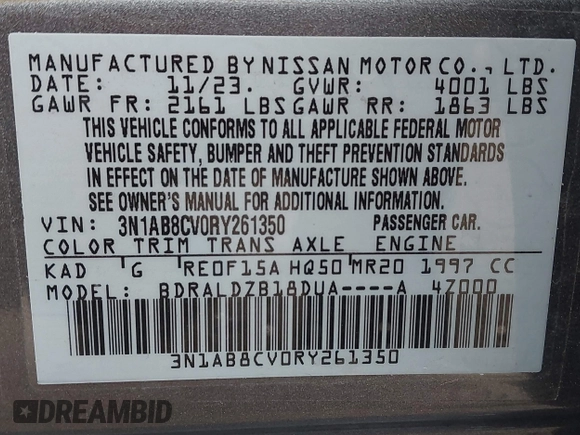 MANUFACTURED BY NISSAN MOTOR CO., LTD.
DATE: 11/23. GVWR: 4001 LBS
GAWR FR: 2161 LBS GAWR RR: 1863 LBS
THIS VEHICLE CONFORMS TO ALL APPLICABLE FEDERAL MOTOR
VEHICLE SAFETY, BUMPER AND THEFT PREVENTION STANDARDS
IN EFFECT ON THE DATE OF MANUFACTURE SHOWN ABOVE.
SEE OWNER'S MANUAL FOR ADDITIONAL INFORMATION.
VIN: 3N1AB8CV0RY261350 PASSENGER CAR.
COLOR TRIM TRANS AXLE ENGINE
KAD G RE0F15A HQ50 MR20 1997 CC
MODEL: BDRALDZB18DUA----A 4Z000
3N1AB8CV0RY261350
DREAMBID